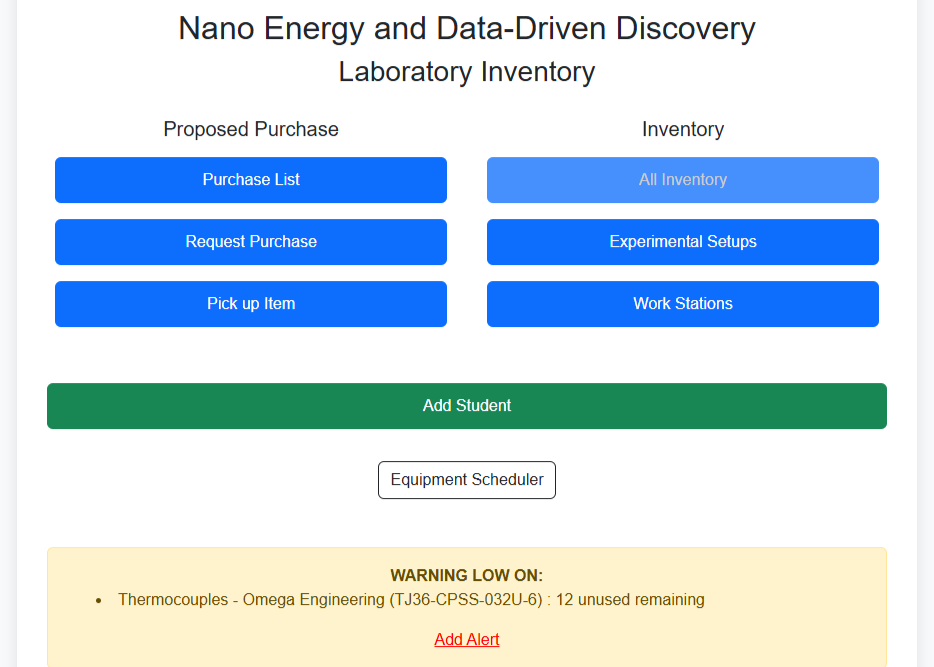 Nano Energy and Data-Driven Discovery
Laboratory Inventory
Proposed Purchase
Purchase List
Request Purchase
Pick up Item
Inventory
All Inventory
Experimental Setups
Work Stations
Add Student
Equipment Scheduler
WARNING LOW ON:
• Thermocouples - Omega Engineering (TJ36-CPSS-032U-6) : 12 unused remaining
Add Alert